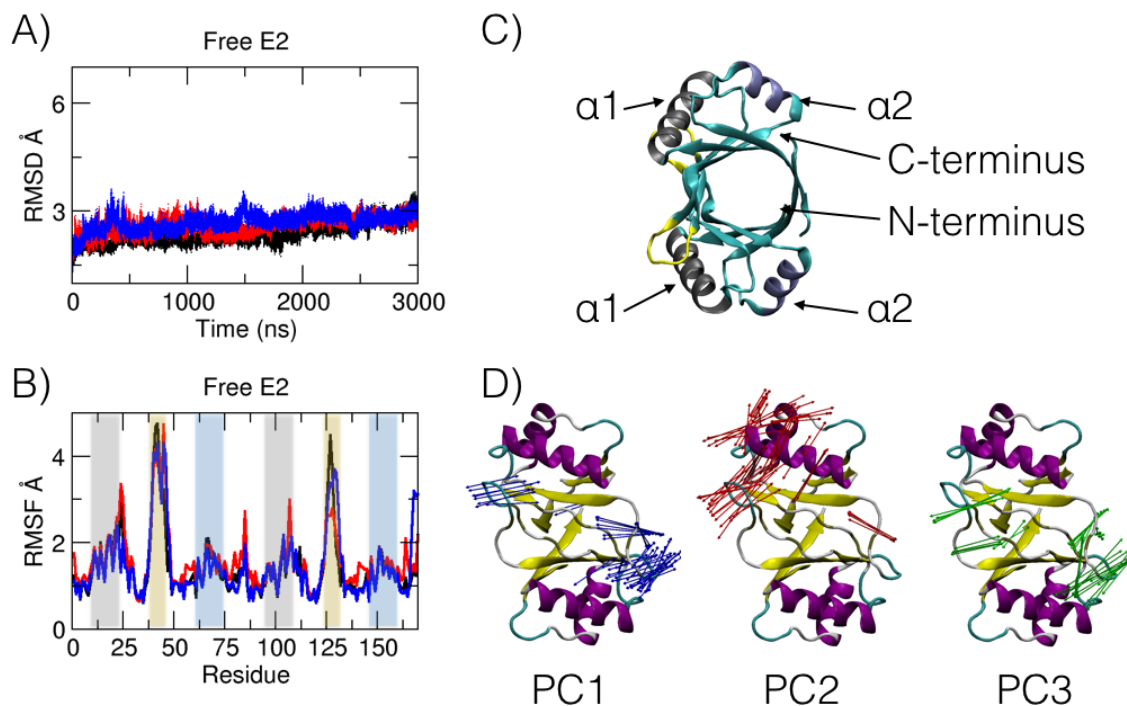 A)
Free E2
RMSD Å
6
3
0 1000 2000 3000
Time (ns)
B)
Free E2
RMSF Å
4
2
0
0 25 50 75 100 125 150
Residue
C)
α1
α2
C-terminus
N-terminus
α1
α2
D)
PC1 PC2 PC3